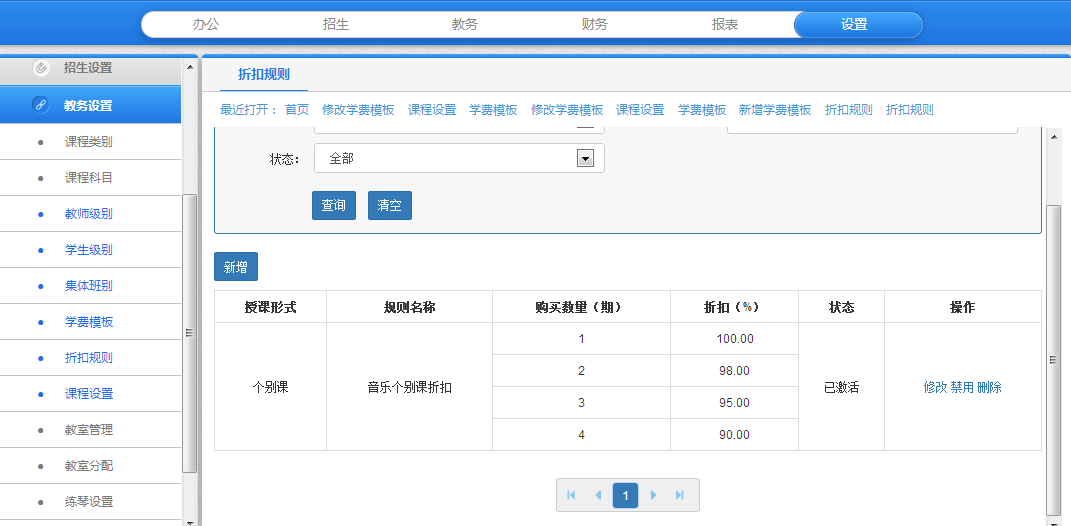 办公 招生 教务 财务 报表 设置
招生设置
教务设置
课程类别
课程科目
教师级别
学生级别
集体班别
学费模板
折扣规则
课程设置
教室管理
教室分配
练琴设置
折扣规则
最近打开： 首页 修改学费模板 课程设置 学费模板 修改学费模板 课程设置 学费模板 新增学费模板 折扣规则 折扣规则
状态： 全部
查询 清空
新增
授课形式 规则名称 购买数量（期） 折扣（%） 状态 操作
1 100.00
2 98.00
个别课 音乐个别课折扣 已激活 修改 禁用 删除
3 95.00
4 90.00
1